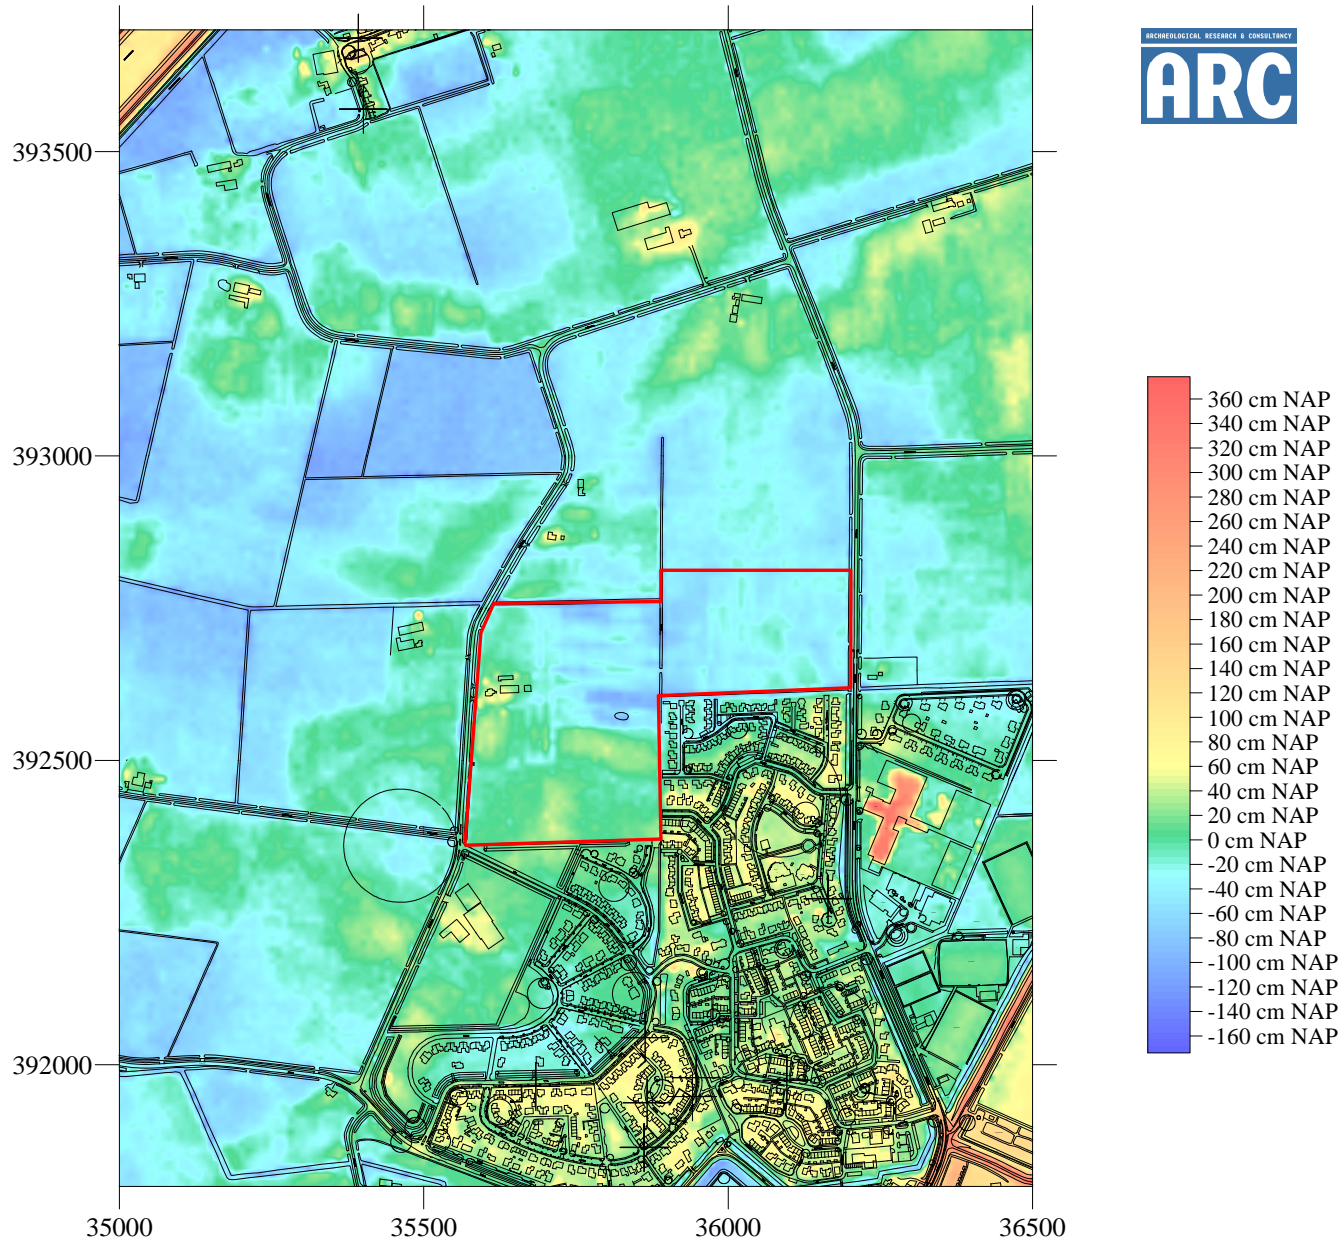 ARCHAEOLOGICAL RESEARCH & CONSULTANCY
ARC
393500
393000
392500
392000
35000
35500
36000
36500
360 cm NAP
340 cm NAP
320 cm NAP
300 cm NAP
280 cm NAP
260 cm NAP
240 cm NAP
220 cm NAP
200 cm NAP
180 cm NAP
160 cm NAP
140 cm NAP
120 cm NAP
100 cm NAP
80 cm NAP
60 cm NAP
40 cm NAP
20 cm NAP
0 cm NAP
-20 cm NAP
-40 cm NAP
-60 cm NAP
-80 cm NAP
-100 cm NAP
-120 cm NAP
-140 cm NAP
-160 cm NAP